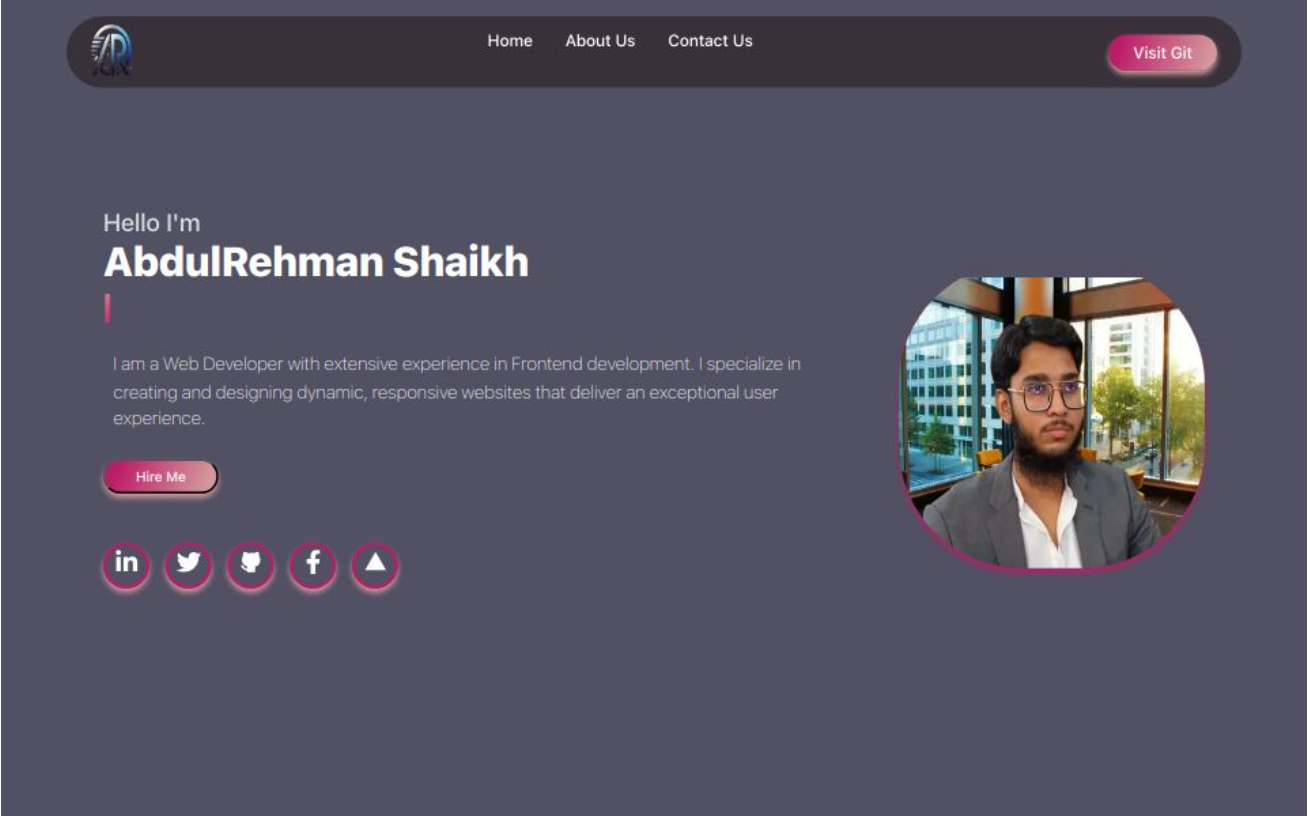 Home About Us Contact Us
Visit Git
Hello I'm
AbdulRehman Shaikh
I am a Web Developer with extensive experience in Frontend development. I specialize in
creating and designing dynamic, responsive websites that deliver an exceptional user
experience.
Hire Me
in